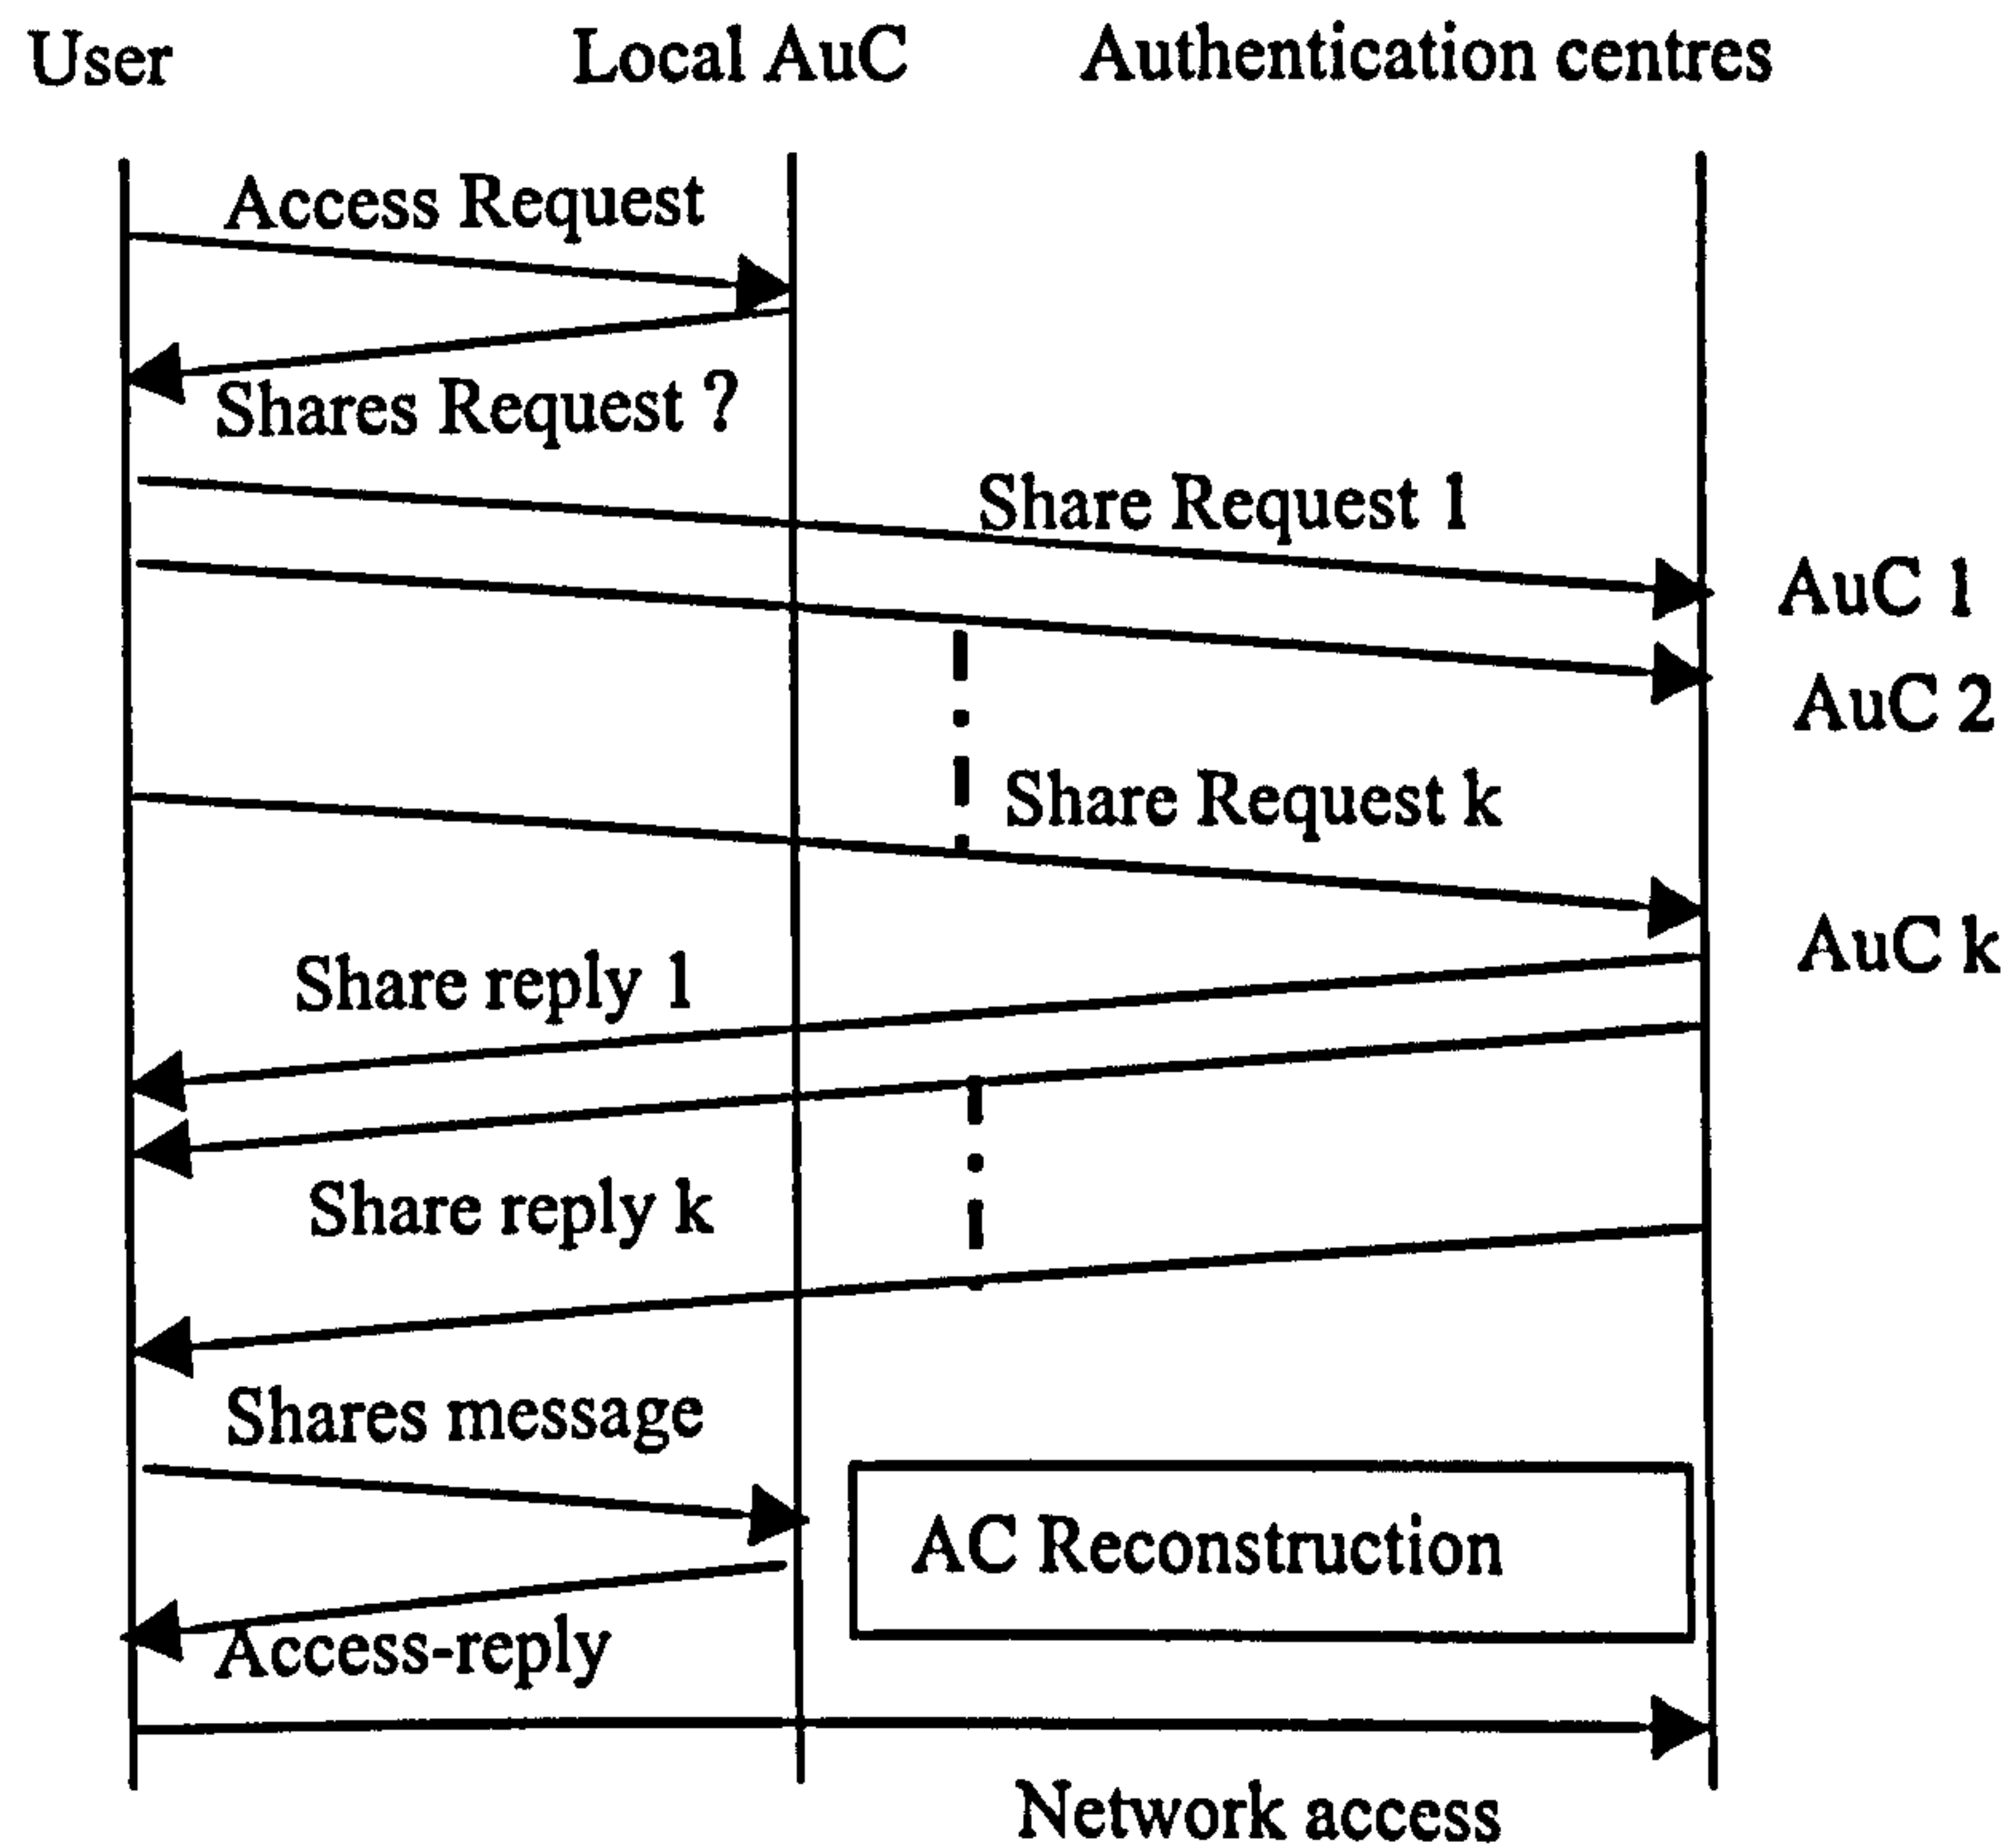 User Local AuC Authentication centres
Access Request
Shares Request ?
Share Request 1
AuC 1
AuC 2
Share Request k
AuC k
Share reply 1
Share reply k
Shares message
AC Reconstruction
Access-reply
Network access